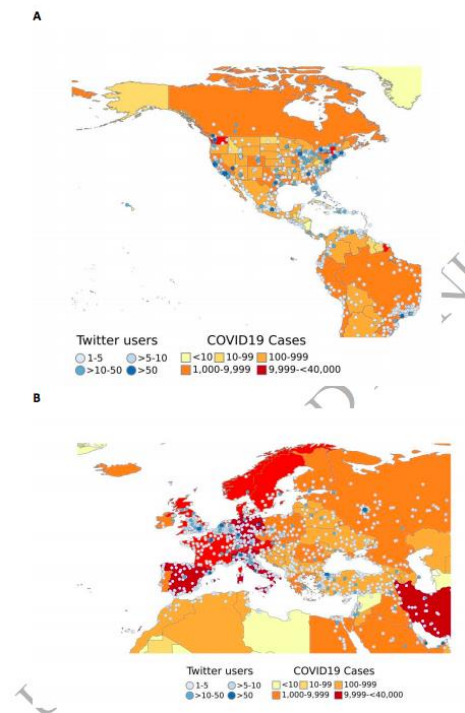 A
Twitter users COVID19 Cases
1-5 >5-10 <10 10-99 100-999
>10-50 >50 1,000-9,999 9,999-<40,000
B
Twitter users COVID19 Cases
1-5 >5-10 <10 10-99 100-999
>10-50 >50 1,000-9,999 9,999-<40,000